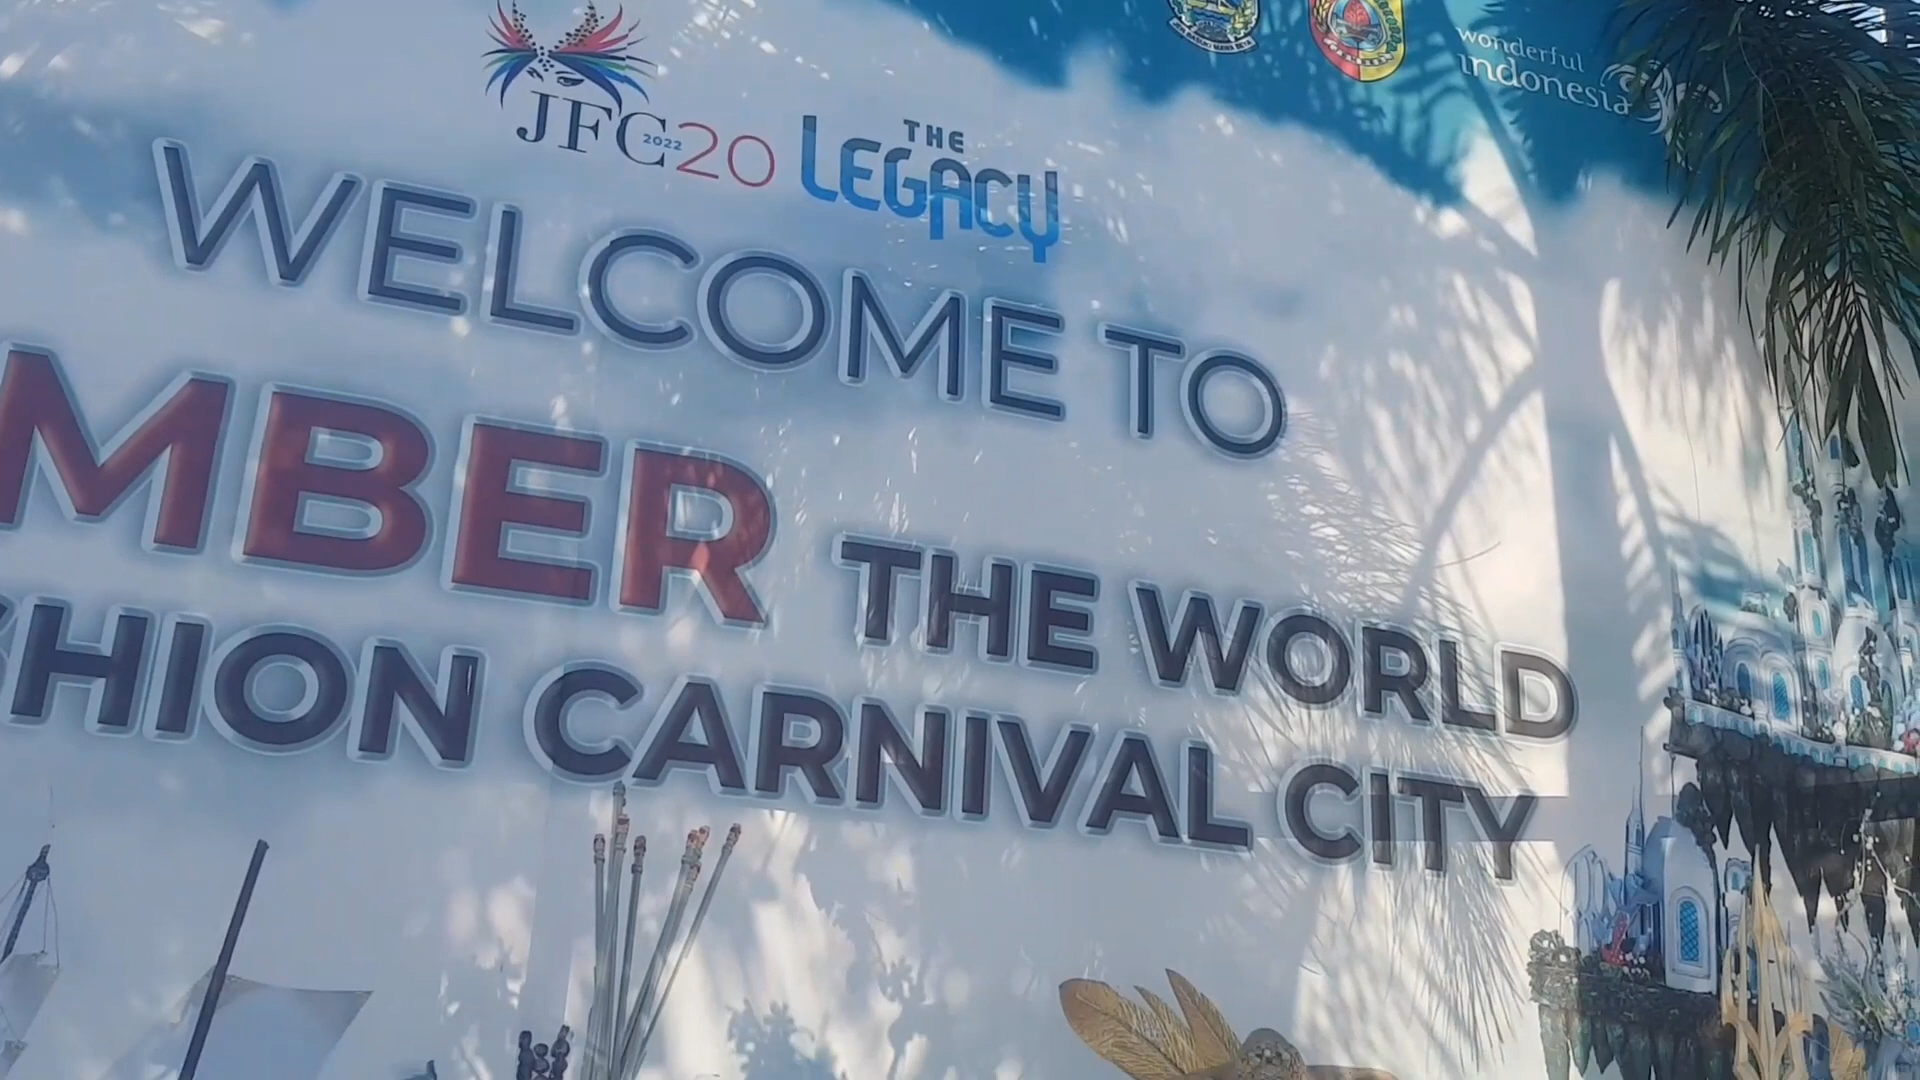 wonderful
indonesia
JFC 2022 20 THE LEGACY
WELCOME TO
MBER THE WORLD
SHION CARNIVAL CITY